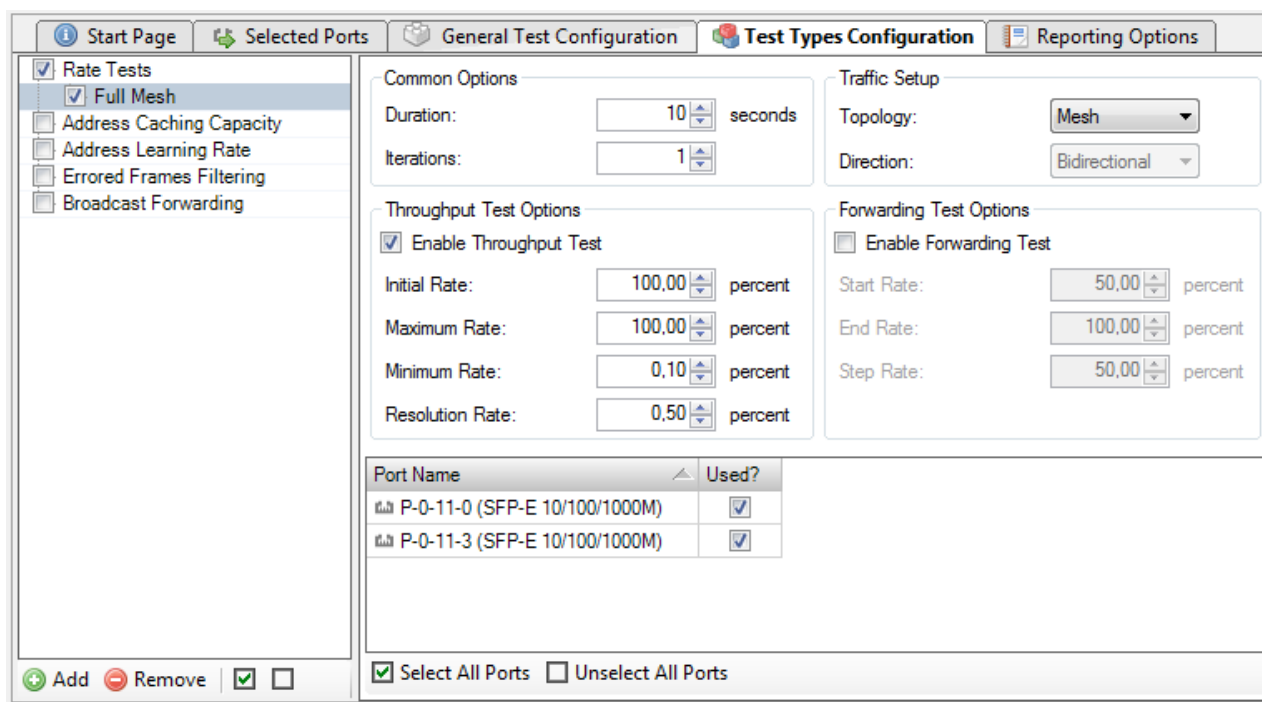 Start Page Selected Ports General Test Configuration Test Types Configuration Reporting Options
Rate Tests
Full Mesh
Address Caching Capacity
Address Learning Rate
Errored Frames Filtering
Broadcast Forwarding
Add Remove
Common Options
Duration: 10 seconds
Iterations: 1
Traffic Setup
Topology: Mesh
Direction: Bidirectional
Throughput Test Options
Enable Throughput Test
Initial Rate: 100,00 percent
Maximum Rate: 100,00 percent
Minimum Rate: 0,10 percent
Resolution Rate: 0,50 percent
Forwarding Test Options
Enable Forwarding Test
Start Rate: 50,00 percent
End Rate: 100,00 percent
Step Rate: 50,00 percent
Port Name Used?
P-0-11-0 (SFP-E 10/100/1000M)
P-0-11-3 (SFP-E 10/100/1000M)
Select All Ports Unselect All Ports